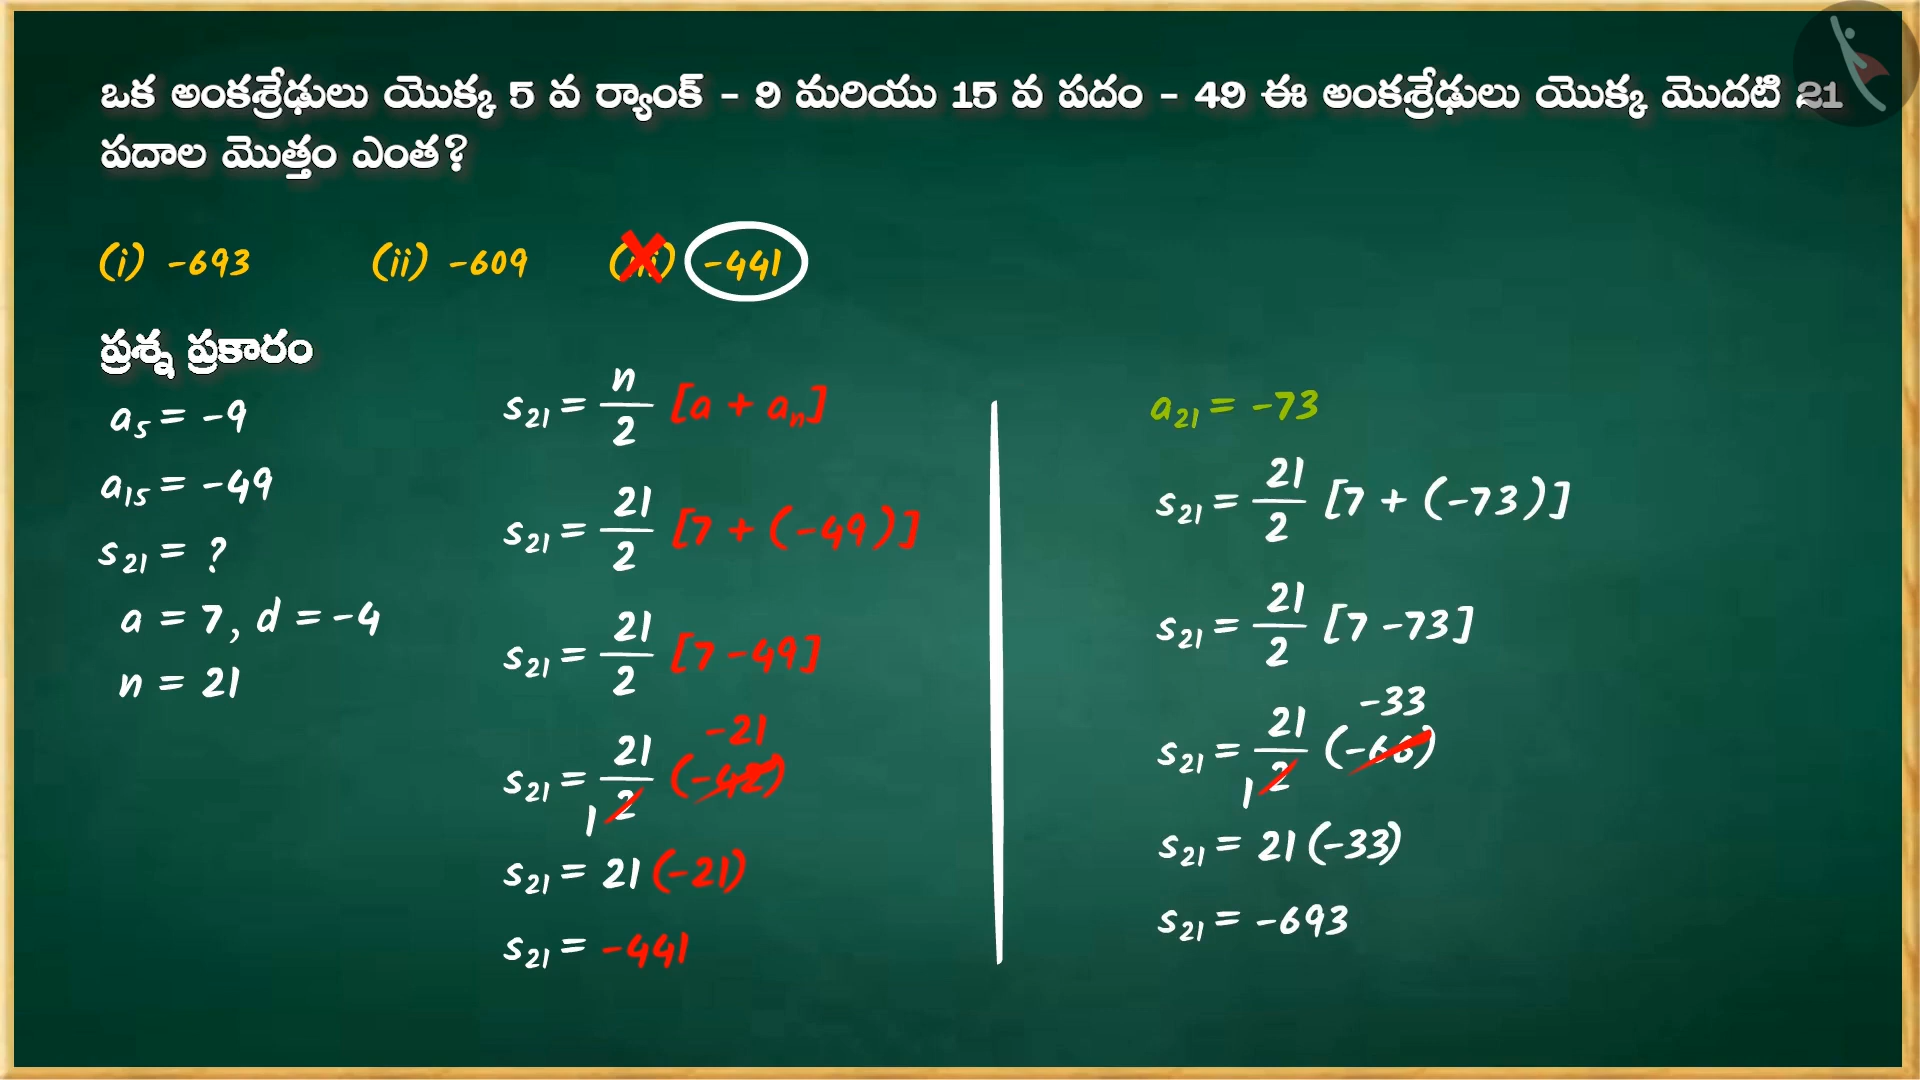 ఒక అంకశ్రేఢులు యొక్క 5 వ ర్యాంక్ - 9 మరియు 15 వ పదం - 49 ఈ అంకశ్రేఢులు యొక్క మొదటి 21
పదాల మొత్తం ఎంత?
(i) -693 (ii) -609 (iii) -441
ప్రశ్న ప్రకారం
a₅ = -9
a₁₅ = -49
s₂₁ = ?
a = 7, d = -4
n = 21
s₂₁ = n/2 [a + aₙ]
s₂₁ = 21/2 [7 + (-49)]
s₂₁ = 21/2 [7 -49]
-21
s₂₁ = 21/2 (-42)
1
s₂₁ = 21 (-21)
s₂₁ = -441
a₂₁ = -73
s₂₁ = 21/2 [7 + (-73)]
s₂₁ = 21/2 [7 -73]
-33
s₂₁ = 21/2 (-66)
1
s₂₁ = 21 (-33)
s₂₁ = -693